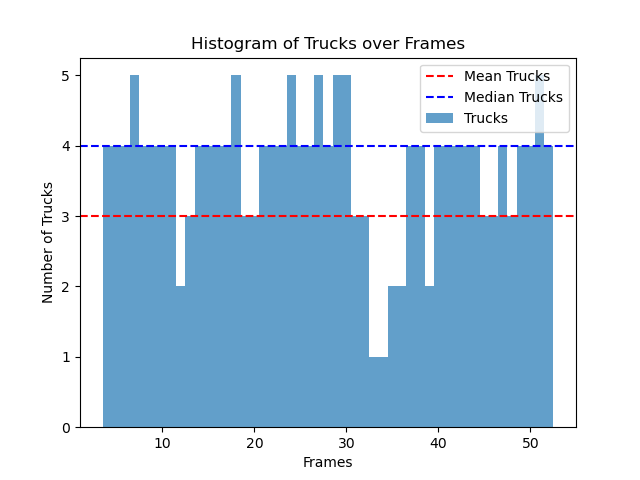 Histogram of Trucks over Frames
Mean Trucks
Median Trucks
Trucks
5
4
3
2
1
0
Number of Trucks
10 20 30 40 50
Frames